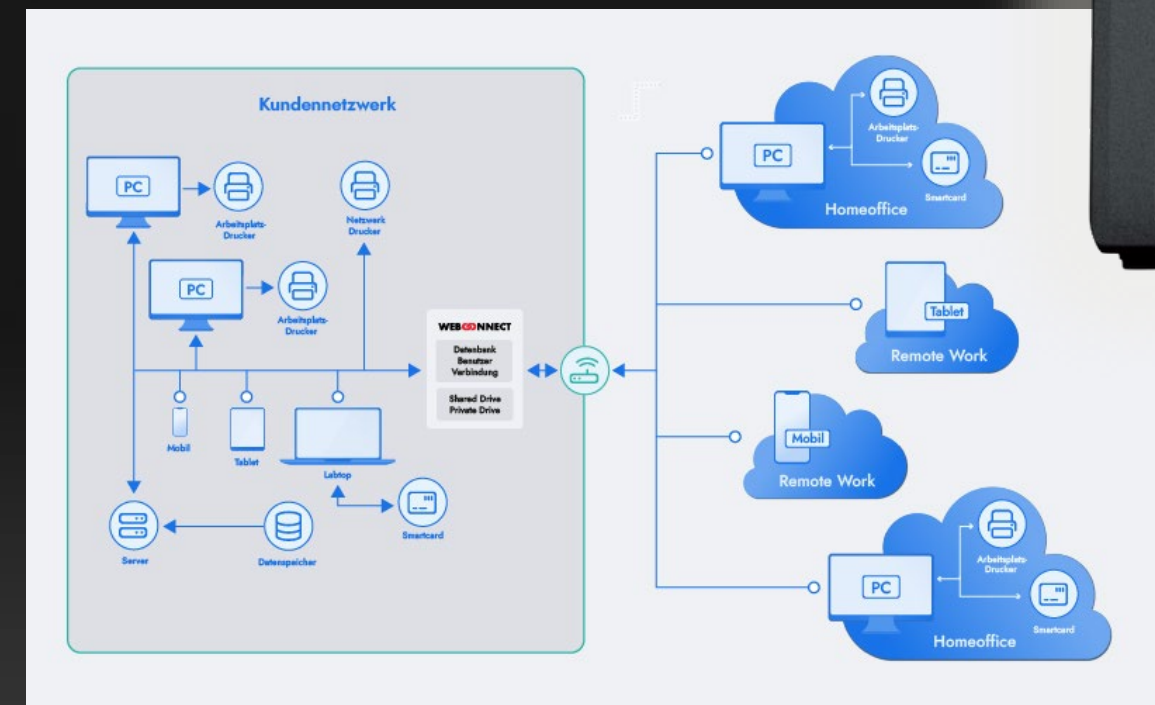 Kundennetzwerk
PC
Arbeitsplatz-
Drucker
Netzwerk
Drucker
PC
Arbeitsplatz-
Drucker
WEBCONNECT
Datenbank
Benutzer
Verbindung
Shared Drive
Private Drive
Mobil
Tablet
Labtop
Smartcard
Server
Datenspeicher
PC
Arbeitsplatz-
Drucker
Smartcard
Homeoffice
Tablet
Remote Work
Mobil
Remote Work
PC
Arbeitsplatz-
Drucker
Smartcard
Homeoffice